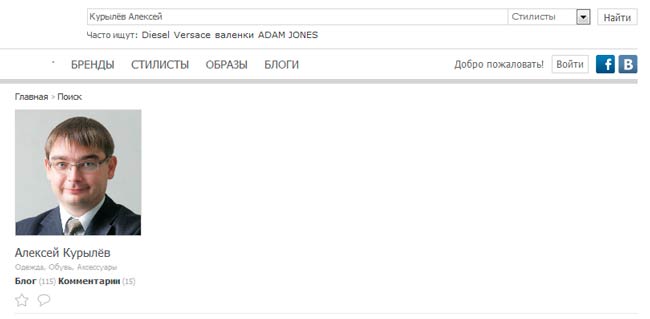 Курылёв Алексей Стилисты Найти
Часто ищут: Diesel Versace валенки ADAM JONES
БРЕНДЫ СТИЛИСТЫ ОБРАЗЫ БЛОГИ Добро пожаловать! Войти f B
Главная > Поиск
Алексей Курылёв
Одежда, Обувь, Аксессуары
Блог (115) Комментарии (15)